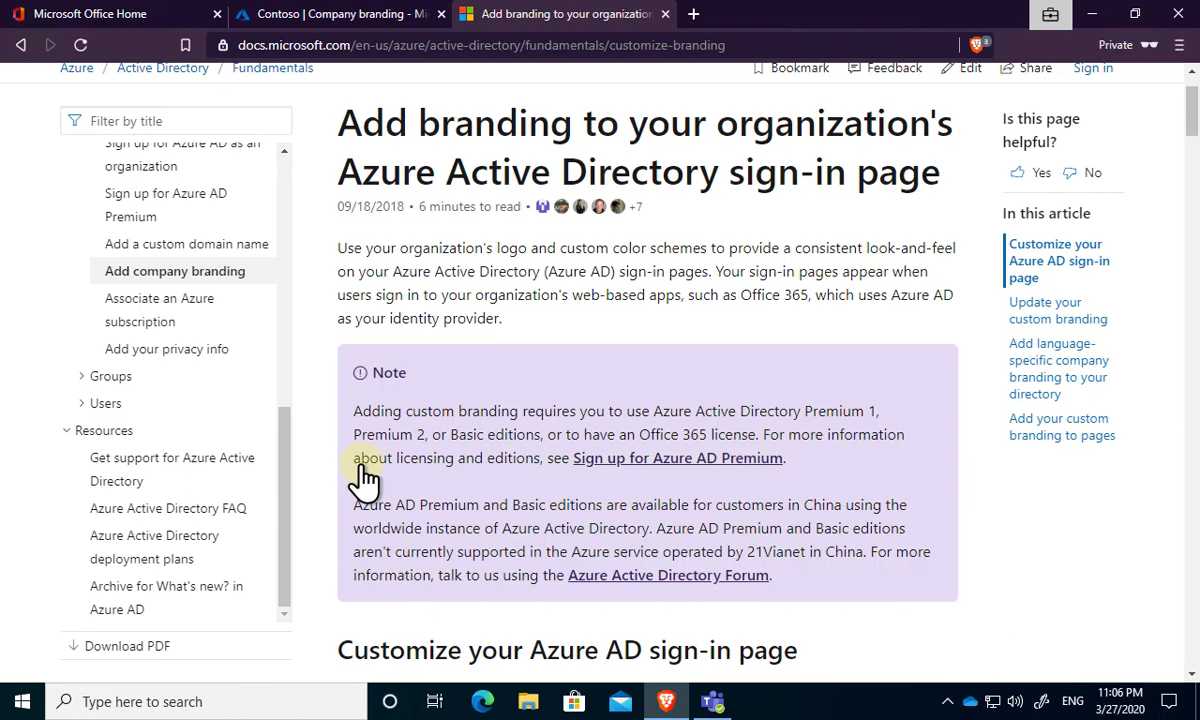 Microsoft Office Home
Contoso | Company branding - Mi
Add branding to your organization
docs.microsoft.com/en-us/azure/active-directory/fundamentals/customize-branding
3
Private
Azure / Active Directory / Fundamentals
Bookmark Feedback Edit Share Sign in
Filter by title
Sign up for Azure AD as an
organization
Sign up for Azure AD
Premium
Add a custom domain name
Add company branding
Associate an Azure
subscription
Add your privacy info
Groups
Users
Resources
Get support for Azure Active
Directory
Azure Active Directory FAQ
Azure Active Directory
deployment plans
Archive for What's new? in
Azure AD
Download PDF
Add branding to your organization's
Azure Active Directory sign-in page
09/18/2018 • 6 minutes to read • +7
Use your organization's logo and custom color schemes to provide a consistent look-and-feel
on your Azure Active Directory (Azure AD) sign-in pages. Your sign-in pages appear when
users sign in to your organization's web-based apps, such as Office 365, which uses Azure AD
as your identity provider.
Note
Adding custom branding requires you to use Azure Active Directory Premium 1,
Premium 2, or Basic editions, or to have an Office 365 license. For more information
about licensing and editions, see Sign up for Azure AD Premium.
Azure AD Premium and Basic editions are available for customers in China using the
worldwide instance of Azure Active Directory. Azure AD Premium and Basic editions
aren't currently supported in the Azure service operated by 21Vianet in China. For more
information, talk to us using the Azure Active Directory Forum.
Customize your Azure AD sign-in page
Is this page
helpful?
Yes No
In this article
Customize your
Azure AD sign-in
page
Update your
custom branding
Add language-
specific company
branding to your
directory
Add your custom
branding to pages
Type here to search
ENG
11:06 PM
3/27/2020